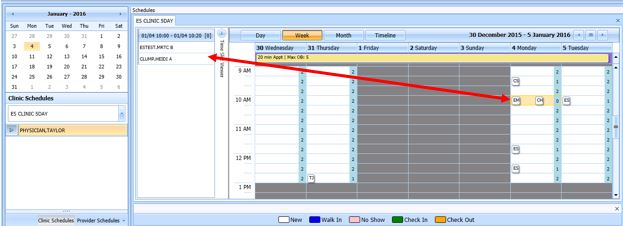 January - 2016
Sun Mon Tue Wed Thu Fri Sat
27 28 29 30 31 1 2
3 4 5 6 7 8 9
10 11 12 13 14 15 16
17 18 19 20 21 22 23
24 25 26 27 28 29 30
31 1 2 3 4 5 6
Clinic Schedules
ES CLINIC 5DAY
PHYSICIAN,TAYLOR
Clinic Schedules Provider Schedules
Schedules
ES CLINIC 5DAY
01/04 10:00 - 01/04 10:20 [0]
ESTEST,MRTC B
CLUMP,HEIDI A
Time Slot Viewer
Day Week Month Timeline 30 December 2015 - 5 January 2016
30 Wednesday 31 Thursday 1 Friday 2 Saturday 3 Sunday 4 Monday 5 Tuesday
20 min Appt | Max OB: 5
9 AM 2 2 2 2
2 2 CS 1 2
2 2 2 2
10 AM 2 2 EM CH 0 ES 1
2 2 2 2
2 2 2 2
11 AM 2 2 2 2
2 2 2 2
2 2 ES 1 2
12 PM 2 2 2 2
2 2 ES 1 2
2 TJ 1 2 2
1 PM
New Walk In No Show Check In Check Out